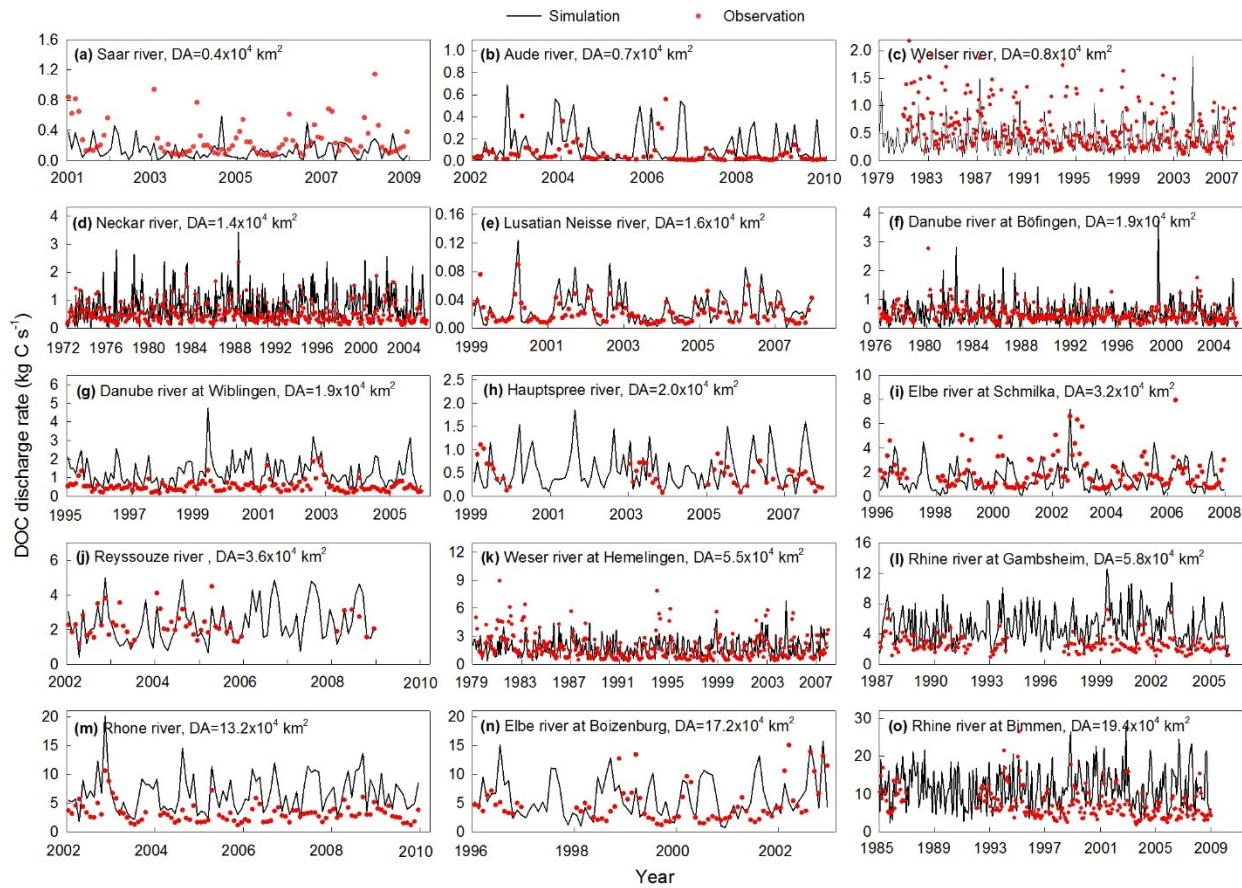 Simulation Observation
(a) Saar river, DA=0.4x10⁴ km²
1.6
1.2
0.8
0.4
0.0
2001 2003 2005 2007 2009
(b) Aude river, DA=0.7x10⁴ km²
1.0
0.8
0.6
0.4
0.2
0.0
2002 2004 2006 2008 2010
(c) Welser river, DA=0.8x10⁴ km²
2.0
1.5
1.0
0.5
0.0
1979 1983 1987 1991 1995 1999 2003 2007
(d) Neckar river, DA=1.4x10⁴ km²
4
3
2
1
0
1972 1976 1980 1984 1988 1992 1996 2000 2004
(e) Lusatian Neisse river, DA=1.6x10⁴ km²
0.16
0.12
0.08
0.04
0.00
1999 2001 2003 2005 2007
(f) Danube river at Böfingen, DA=1.9x10⁴ km²
4
3
2
1
0
1976 1980 1984 1988 1992 1996 2000 2004
(g) Danube river at Wiblingen, DA=1.9x10⁴ km²
6
5
4
3
2
1
0
1995 1997 1999 2001 2003 2005
(h) Hauptspree river, DA=2.0x10⁴ km²
2.5
2.0
1.5
1.0
0.5
0.0
1999 2001 2003 2005 2007
(i) Elbe river at Schmilka, DA=3.2x10⁴ km²
10
8
6
4
2
0
1996 1998 2000 2002 2004 2006 2008
(j) Reyssouze river , DA=3.6x10⁴ km²
8
6
4
2
0
2002 2004 2006 2008 2010
(k) Weser river at Hemelingen, DA=5.5x10⁴ km²
12
9
6
3
0
1979 1983 1987 1991 1995 1999 2003 2007
(l) Rhine river at Gambsheim, DA=5.8x10⁴ km²
16
12
8
4
0
1987 1990 1993 1996 1999 2002 2005
(m) Rhone river, DA=13.2x10⁴ km²
20
15
10
5
0
2002 2004 2006 2008 2010
(n) Elbe river at Boizenburg, DA=17.2x10⁴ km²
20
15
10
5
0
1996 1998 2000 2002
(o) Rhine river at Bimmen, DA=19.4x10⁴ km²
30
20
10
0
1985 1989 1993 1997 2001 2005 2009
DOC discharge rate (kg C s⁻¹)
Year